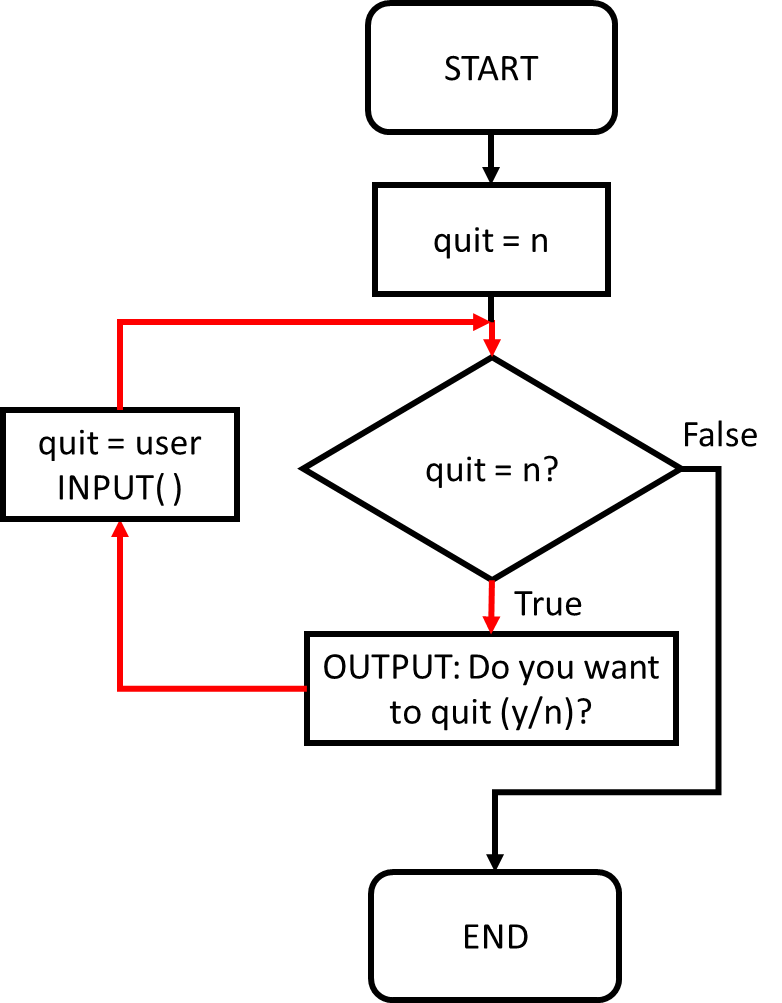 START
quit = n
quit = n?
False
True
OUTPUT: Do you want
to quit (y/n)?
quit = user
INPUT( )
END